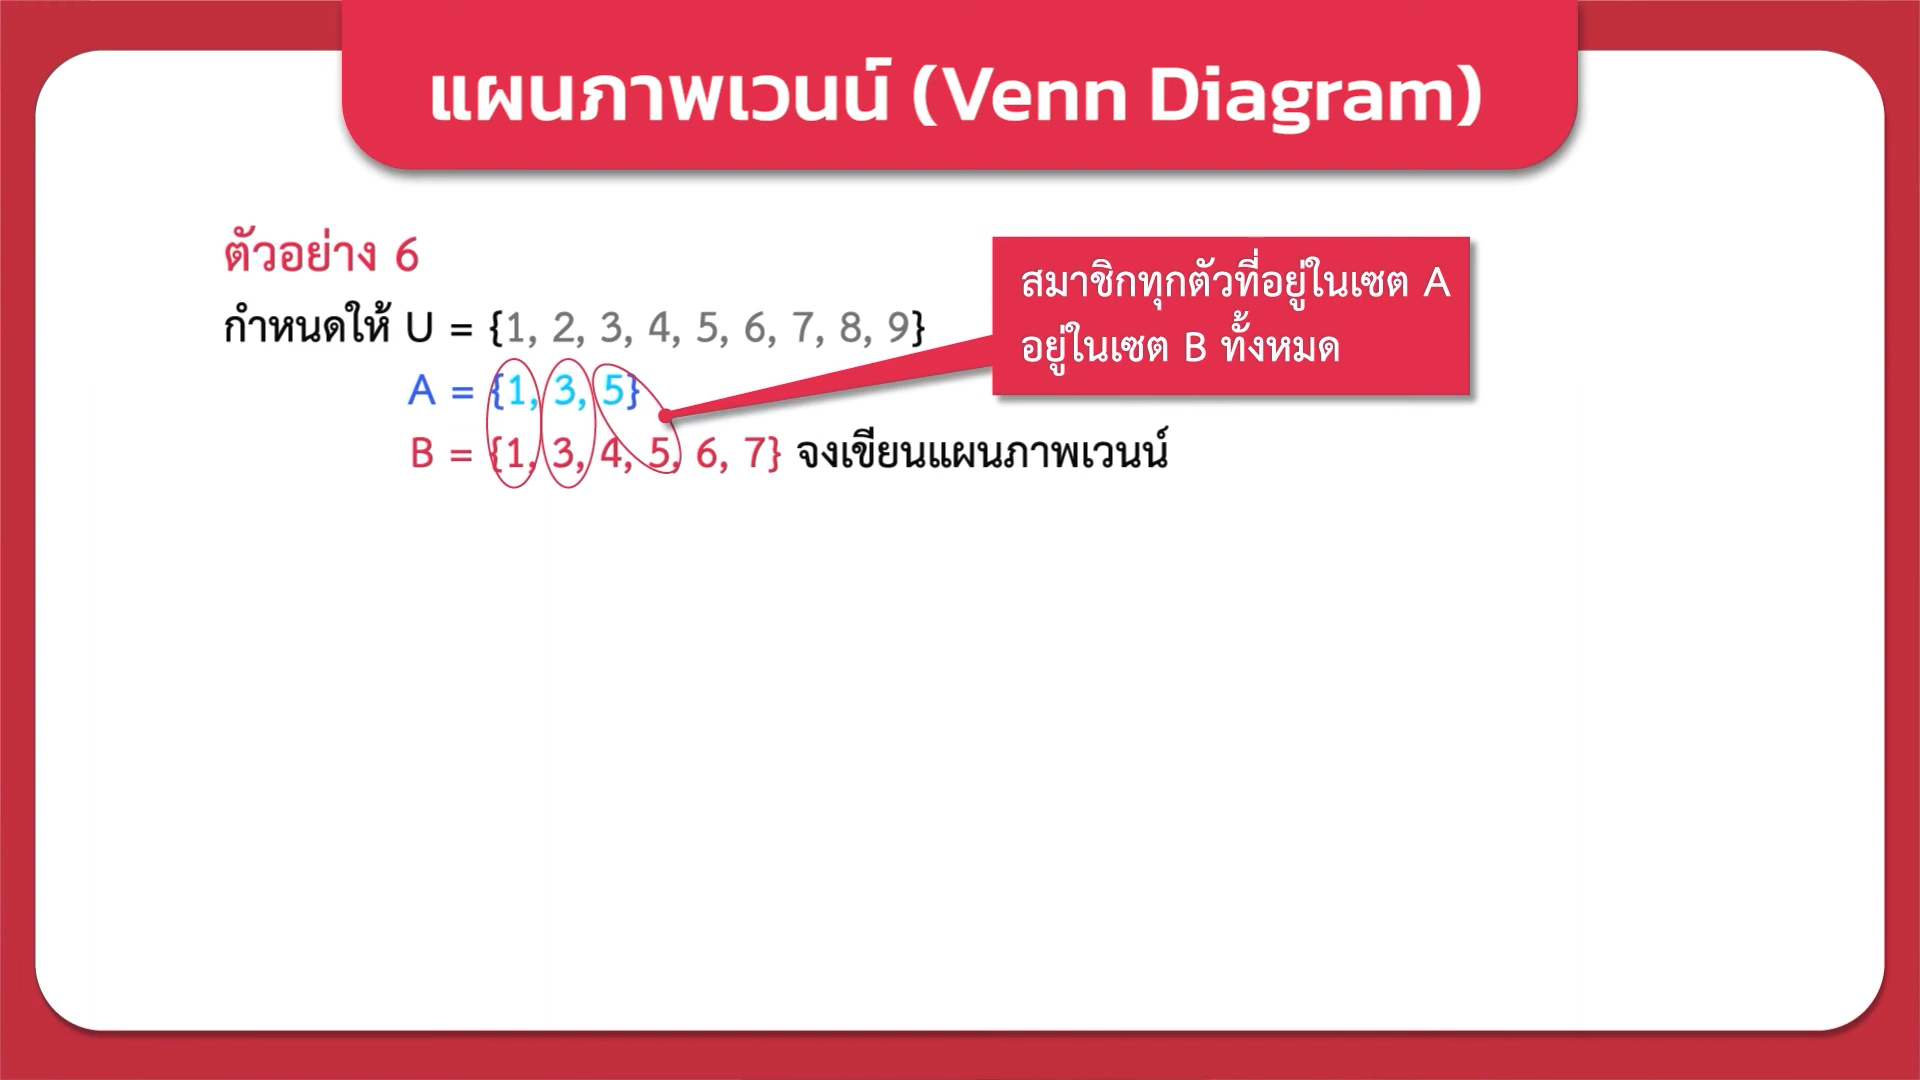 แผนภาพเวนน์ (Venn Diagram)
ตัวอย่าง 6
กำหนดให้ U = {1, 2, 3, 4, 5, 6, 7, 8, 9}
A = {1, 3, 5}
B = {1, 3, 4, 5, 6, 7} จงเขียนแผนภาพเวนน์
สมาชิกทุกตัวที่อยู่ในเซต A
อยู่ในเซต B ทั้งหมด